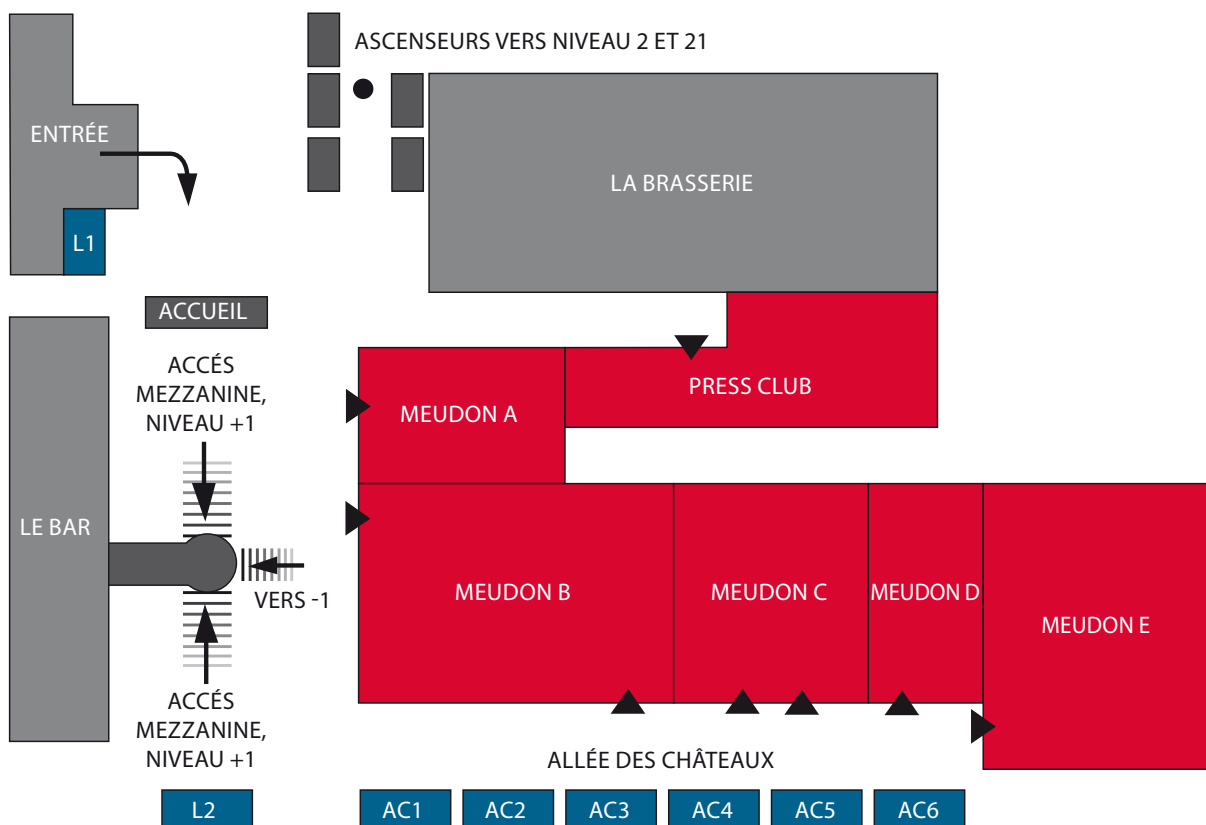 ASCENSEURS VERS NIVEAU 2 ET 21
ENTRÉE
LA BRASSERIE
L1
ACCUEIL
ACCÉS
MEZZANINE,
NIVEAU +1
PRESS CLUB
MEUDON A
LE BAR
VERS -1
MEUDON B
MEUDON C
MEUDON D
MEUDON E
ACCÉS
MEZZANINE,
NIVEAU +1
ALLÉE DES CHÂTEAUX
L2
AC1
AC2
AC3
AC4
AC5
AC6